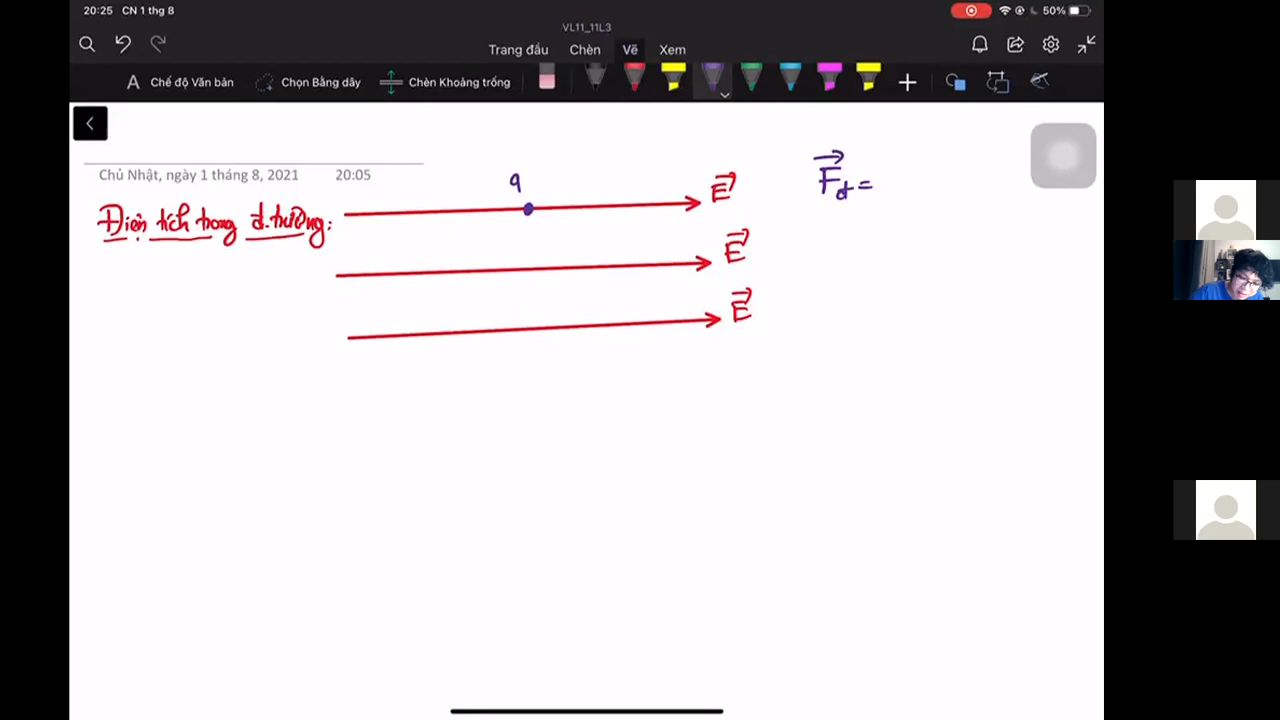 20:25 CN 1 thg 8
50%
VL11_11L3
Trang đầu Chèn Vẽ Xem
A Chế độ Văn bản Chọn Bằng dây Chèn Khoảng trống
Chủ Nhật, ngày 1 tháng 8, 2021 20:05
Điện tích trong đ.trường:
q
E⃗
E⃗
E⃗
F⃗đ =